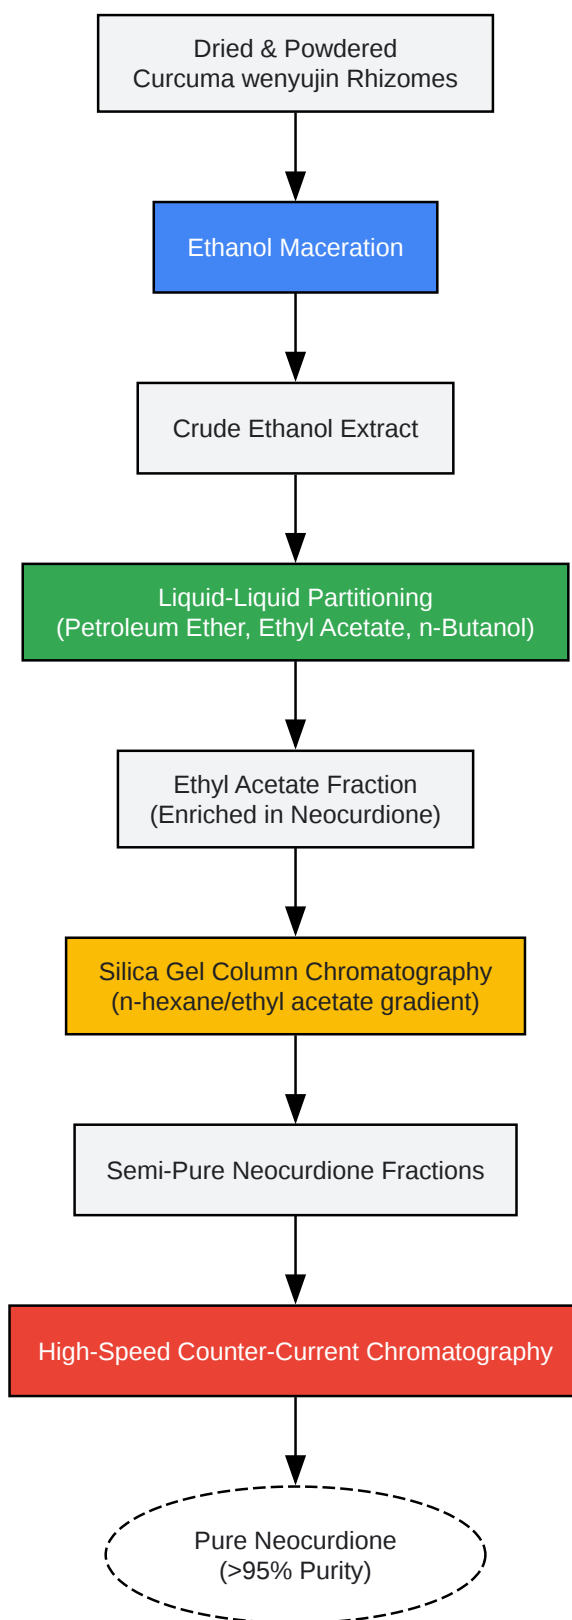 Dried & Powdered
Curcuma wenyujin Rhizomes
Ethanol Maceration
Crude Ethanol Extract
Liquid-Liquid Partitioning
(Petroleum Ether, Ethyl Acetate, n-Butanol)
Ethyl Acetate Fraction
(Enriched in Neocurdione)
Silica Gel Column Chromatography
(n-hexane/ethyl acetate gradient)
Semi-Pure Neocurdione Fractions
High-Speed Counter-Current Chromatography
Pure Neocurdione
(>95% Purity)